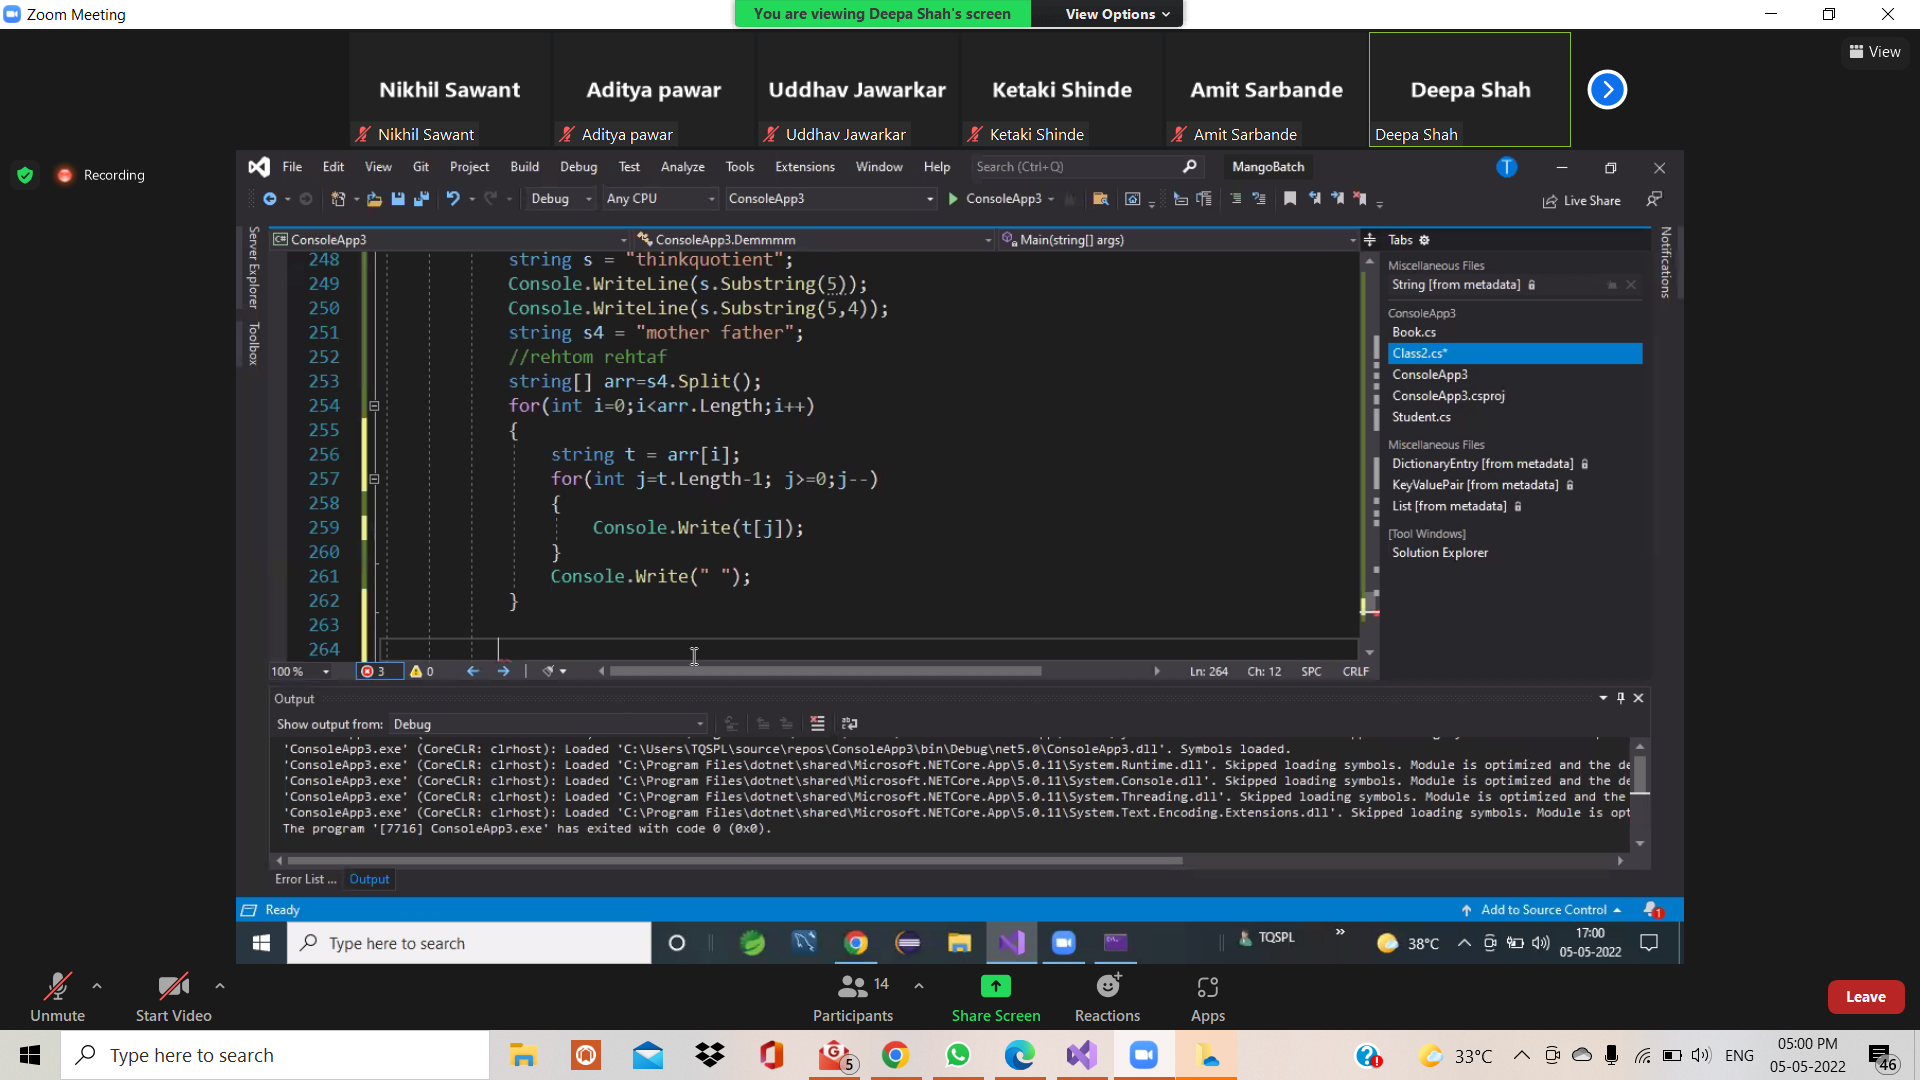 Zoom Meeting
You are viewing Deepa Shah's screen
View Options
View
Nikhil Sawant
Aditya pawar
Uddhav Jawarkar
Ketaki Shinde
Amit Sarbande
Deepa Shah
Nikhil Sawant
Aditya pawar
Uddhav Jawarkar
Ketaki Shinde
Amit Sarbande
Deepa Shah
Recording
File Edit View Git Project Build Debug Test Analyze Tools Extensions Window Help Search (Ctrl+Q) MangoBatch T
Debug Any CPU ConsoleApp3 ConsoleApp3 Live Share
Server Explorer
Toolbox
Notifications
C# ConsoleApp3 ConsoleApp3.Demmmm Main(string[] args)
248 string s = "thinkquotient";
249 Console.WriteLine(s.Substring(5));
250 Console.WriteLine(s.Substring(5,4));
251 string s4 = "mother father";
252 //rehtom rehtaf
253 string[] arr=s4.Split();
254 for(int i=0;i<arr.Length;i++)
255 {
256 string t = arr[i];
257 for(int j=t.Length-1; j>=0;j--)
258 {
259 Console.Write(t[j]);
260 }
261 Console.Write(" ");
262 }
263
264
100 % 3 0 Ln: 264 Ch: 12 SPC CRLF
Tabs
Miscellaneous Files
String [from metadata]
ConsoleApp3
Book.cs
Class2.cs*
ConsoleApp3
ConsoleApp3.csproj
Student.cs
Miscellaneous Files
DictionaryEntry [from metadata]
KeyValuePair [from metadata]
List [from metadata]
[Tool Windows]
Solution Explorer
Output
Show output from: Debug
'ConsoleApp3.exe' (CoreCLR: clrhost): Loaded 'C:\Users\TQSPL\source\repos\ConsoleApp3\bin\Debug\net5.0\ConsoleApp3.dll'. Symbols loaded.
'ConsoleApp3.exe' (CoreCLR: clrhost): Loaded 'C:\Program Files\dotnet\shared\Microsoft.NETCore.App\5.0.11\System.Runtime.dll'. Skipped loading symbols. Module is optimized and the de
'ConsoleApp3.exe' (CoreCLR: clrhost): Loaded 'C:\Program Files\dotnet\shared\Microsoft.NETCore.App\5.0.11\System.Console.dll'. Skipped loading symbols. Module is optimized and the de
'ConsoleApp3.exe' (CoreCLR: clrhost): Loaded 'C:\Program Files\dotnet\shared\Microsoft.NETCore.App\5.0.11\System.Threading.dll'. Skipped loading symbols. Module is optimized and the
'ConsoleApp3.exe' (CoreCLR: clrhost): Loaded 'C:\Program Files\dotnet\shared\Microsoft.NETCore.App\5.0.11\System.Text.Encoding.Extensions.dll'. Skipped loading symbols. Module is opt
The program '[7716] ConsoleApp3.exe' has exited with code 0 (0x0).
Error List ... Output
Ready Add to Source Control 1
Type here to search TQSPL » 38°C 17:00
05-05-2022
Unmute
Start Video
14
Participants
Share Screen
Reactions
Apps
Leave
Type here to search 5 33°C ENG 05:00 PM
05-05-2022 46